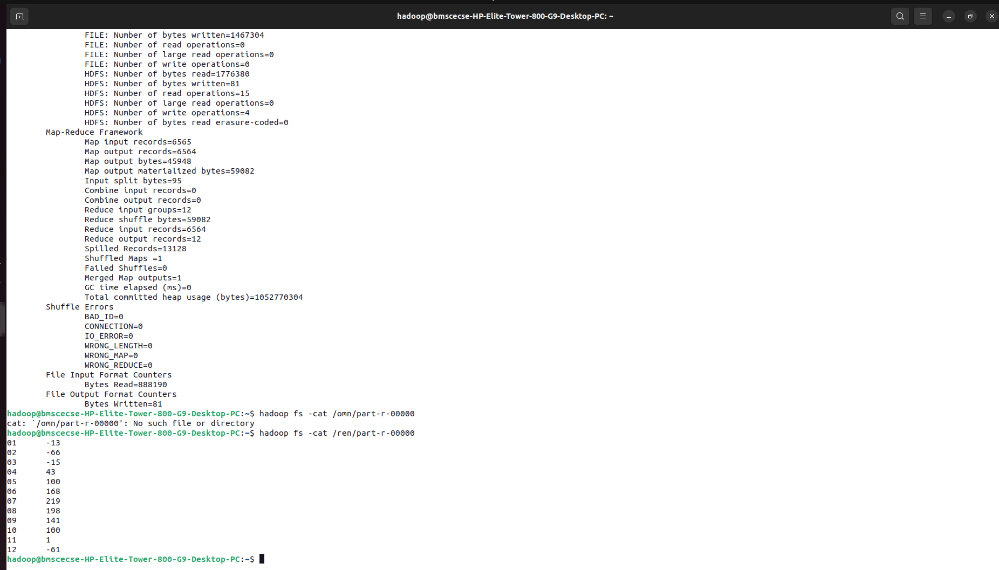 hadoop@bmscecse-HP-Elite-Tower-800-G9-Desktop-PC: ~
FILE: Number of bytes written=1467304
FILE: Number of read operations=0
FILE: Number of large read operations=0
FILE: Number of write operations=0
HDFS: Number of bytes read=1776380
HDFS: Number of bytes written=81
HDFS: Number of read operations=15
HDFS: Number of large read operations=0
HDFS: Number of write operations=4
HDFS: Number of bytes read erasure-coded=0
Map-Reduce Framework
Map input records=6565
Map output records=6564
Map output bytes=45948
Map output materialized bytes=59082
Input split bytes=95
Combine input records=0
Combine output records=0
Reduce input groups=12
Reduce shuffle bytes=59082
Reduce input records=6564
Reduce output records=12
Spilled Records=13128
Shuffled Maps =1
Failed Shuffles=0
Merged Map outputs=1
GC time elapsed (ms)=0
Total committed heap usage (bytes)=1052770304
Shuffle Errors
BAD_ID=0
CONNECTION=0
IO_ERROR=0
WRONG_LENGTH=0
WRONG_MAP=0
WRONG_REDUCE=0
File Input Format Counters
Bytes Read=888190
File Output Format Counters
Bytes Written=81
hadoop@bmscecse-HP-Elite-Tower-800-G9-Desktop-PC:~$ hadoop fs -cat /omn/part-r-00000
cat: `/omn/part-r-00000': No such file or directory
hadoop@bmscecse-HP-Elite-Tower-800-G9-Desktop-PC:~$ hadoop fs -cat /ren/part-r-00000
01 -13
02 -66
03 -15
04 43
05 100
06 168
07 219
08 198
09 141
10 100
11 1
12 -61
hadoop@bmscecse-HP-Elite-Tower-800-G9-Desktop-PC:~$